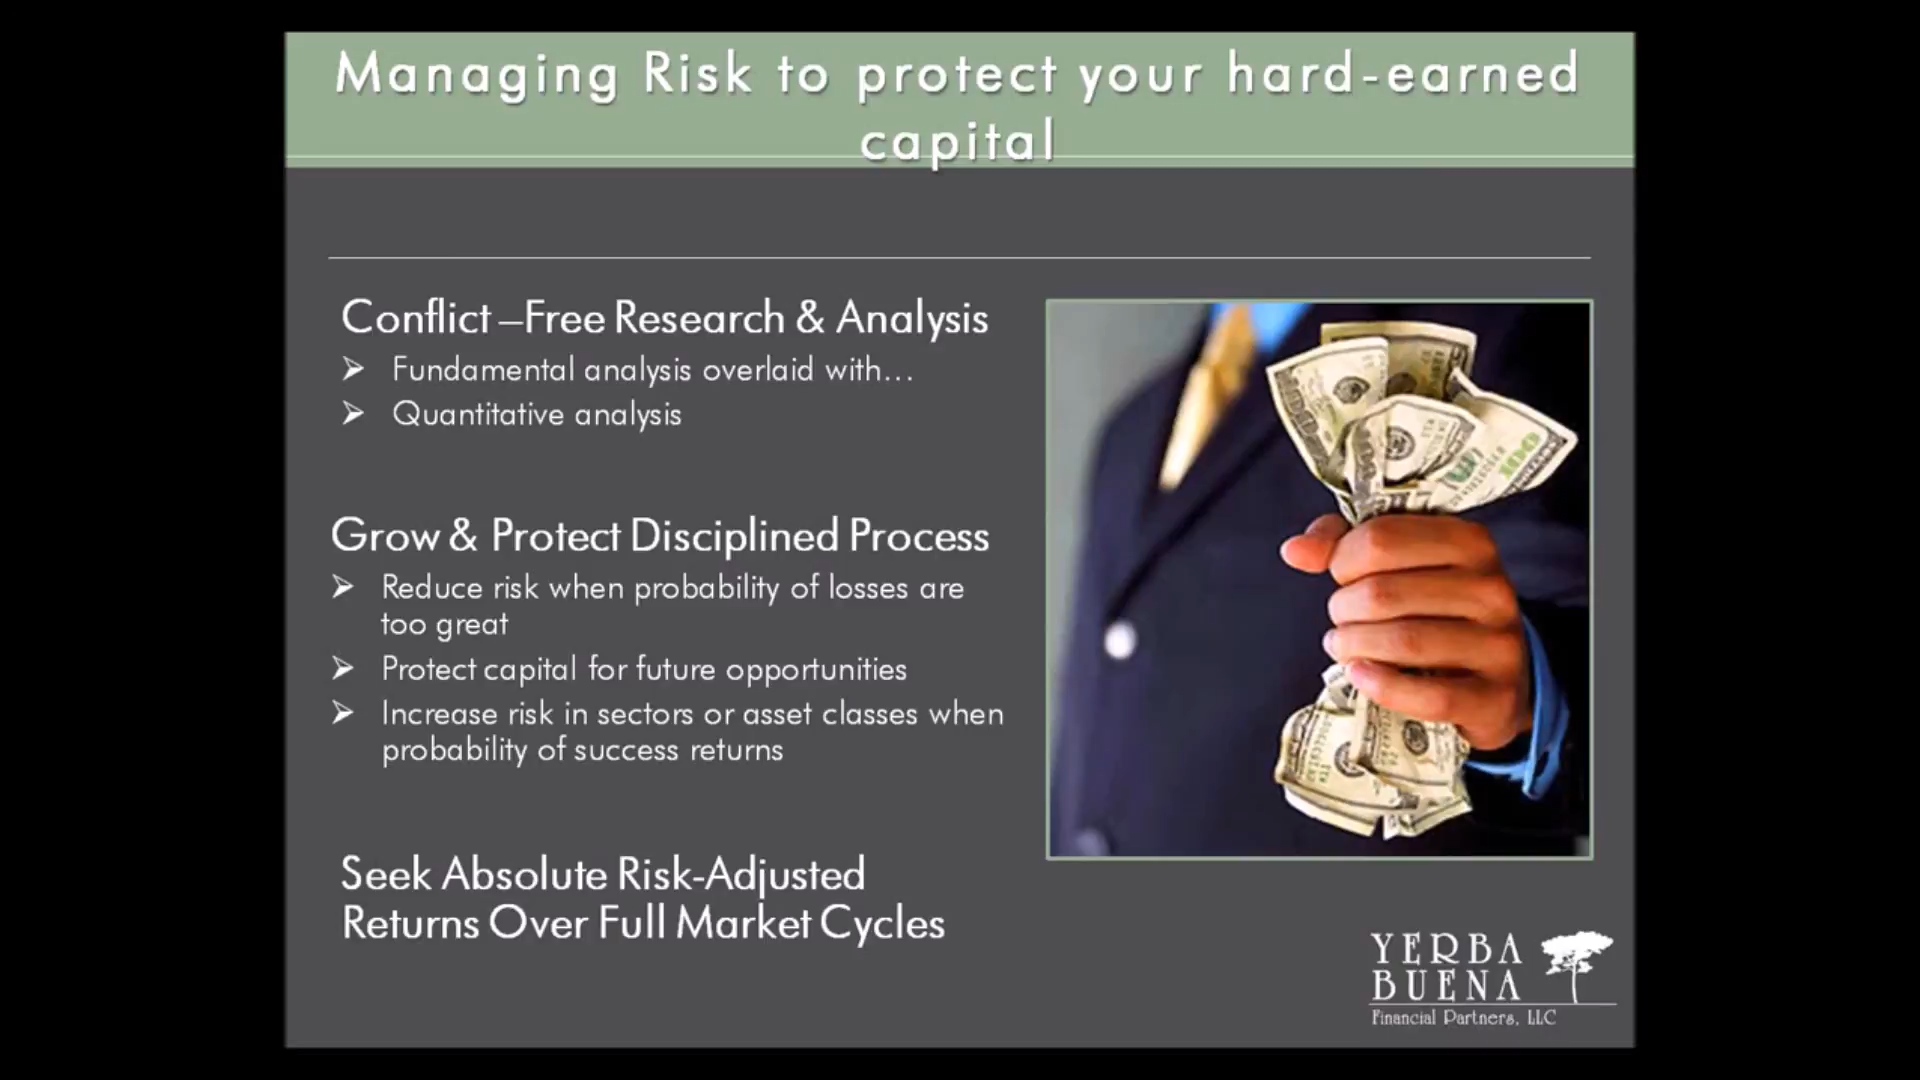 Managing Risk to protect your hard-earned
capital
Conflict –Free Research & Analysis
➢ Fundamental analysis overlaid with…
➢ Quantitative analysis
Grow & Protect Disciplined Process
➢ Reduce risk when probability of losses are
too great
➢ Protect capital for future opportunities
➢ Increase risk in sectors or asset classes when
probability of success returns
Seek Absolute Risk-Adjusted
Returns Over Full Market Cycles
100
YERBA
BUENA
Financial Partners, LLC